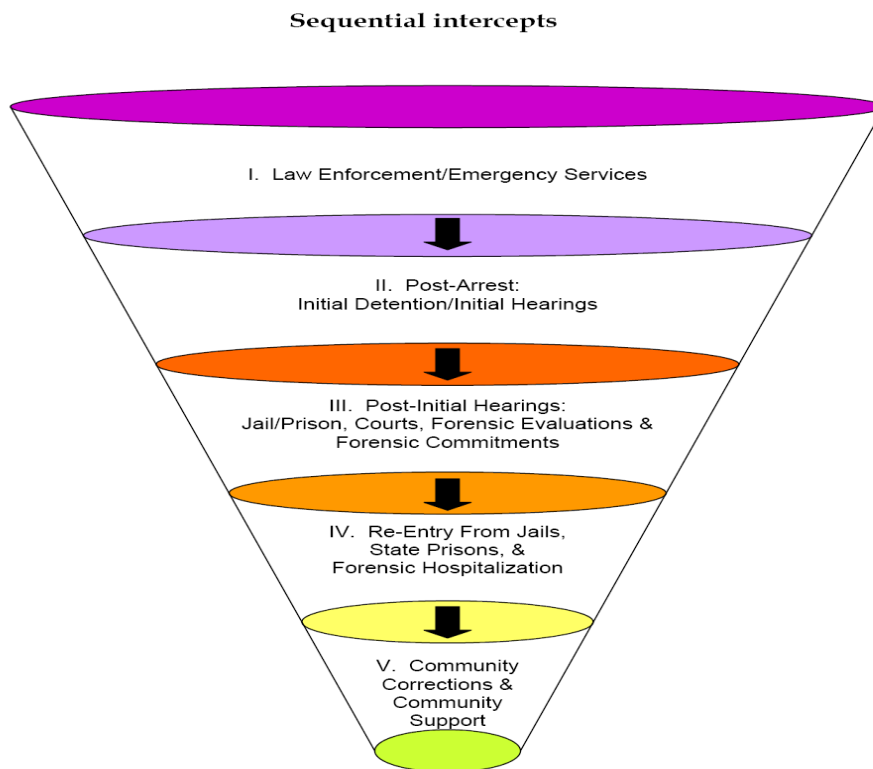 Sequential intercepts
I. Law Enforcement/Emergency Services
II. Post-Arrest:
Initial Detention/Initial Hearings
III. Post-Initial Hearings:
Jail/Prison, Courts, Forensic Evaluations &
Forensic Commitments
IV. Re-Entry From Jails,
State Prisons, &
Forensic Hospitalization
V. Community
Corrections &
Community
Support